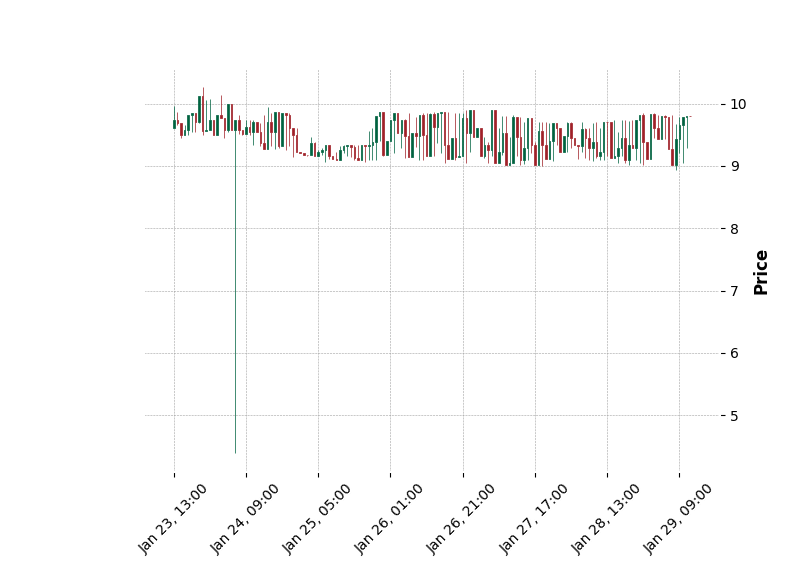 10
9
8
7
6
5
Price
Jan 23, 13:00
Jan 24, 09:00
Jan 25, 05:00
Jan 26, 01:00
Jan 26, 21:00
Jan 27, 17:00
Jan 28, 13:00
Jan 29, 09:00